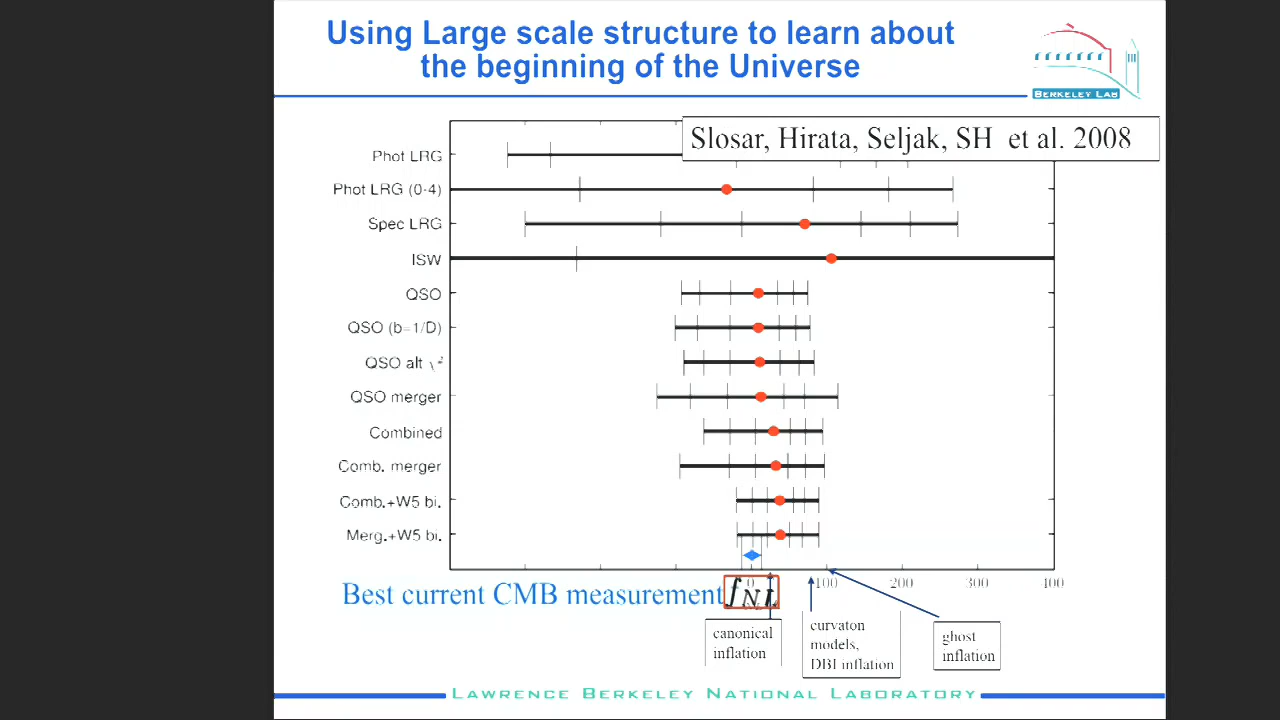 Using Large scale structure to learn about
the beginning of the Universe
BERKELEY LAB
Slosar, Hirata, Seljak, SH et al. 2008
Phot LRG
Phot LRG (0-4)
Spec LRG
ISW
QSO
QSO (b=1/D)
QSO alt χ²
QSO merger
Combined
Comb. merger
Comb.+W5 bi.
Merg.+W5 bi.
0 100 200 300 400
Best current CMB measurement
f NL
canonical
inflation
curvaton
models,
DBI inflation
ghost
inflation
LAWRENCE BERKELEY NATIONAL LABORATORY